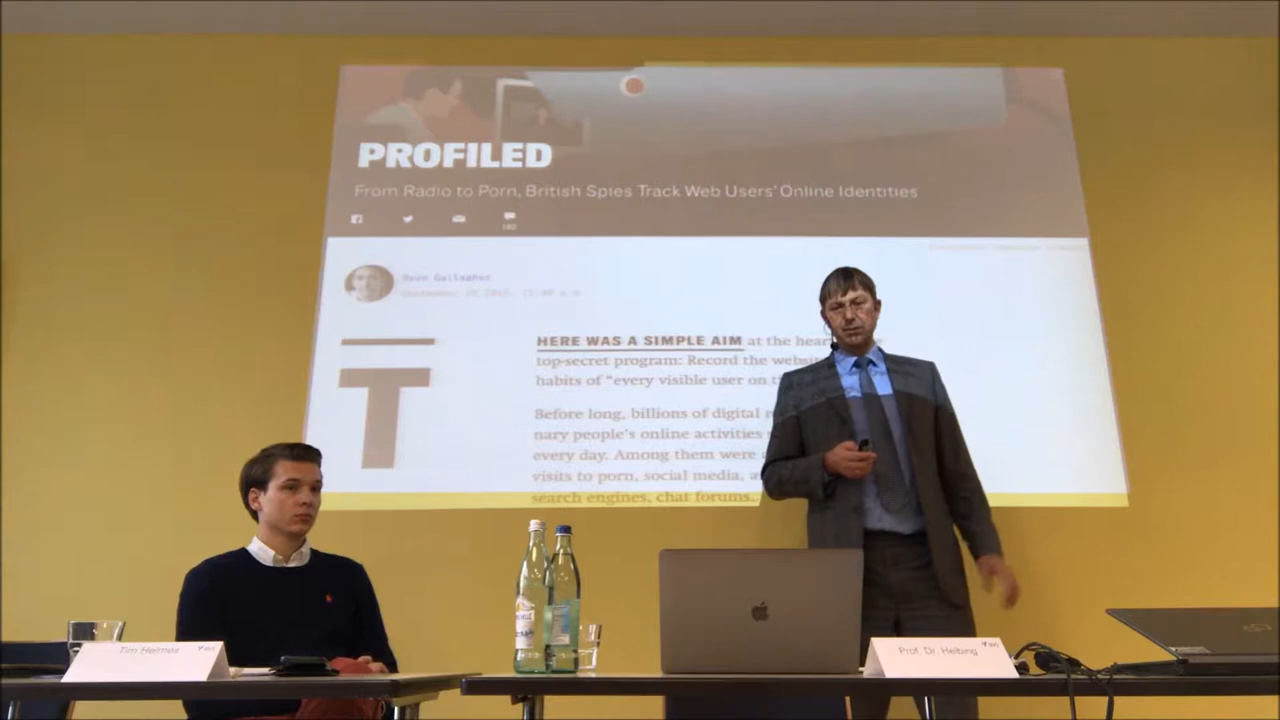 PROFILED
From Radio to Porn, British Spies Track Web Users' Online Identities
Ryan Gallagher
HERE WAS A SIMPLE AIM at the hear
top-secret program: Record the websit
habits of "every visible user on t
T
Before long, billions of digital
nary people's online activities
every day. Among them were
visits to porn, social media,
search engines, chat forums.
Tim Helmes
Prof. Dr. Helbing